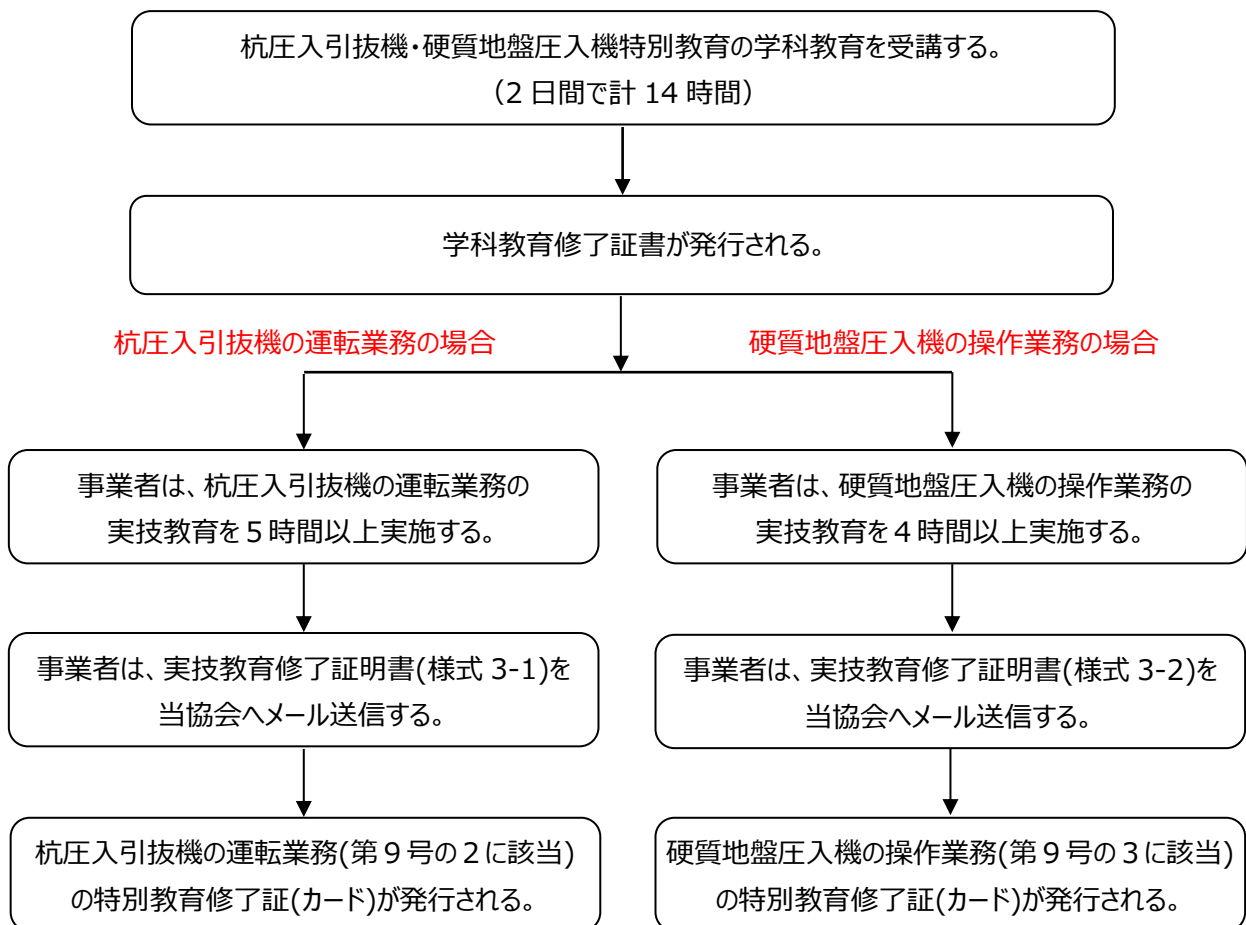 杭圧入引抜機・硬質地盤圧入機特別教育の学科教育を受講する。
（2 日間で計 14 時間）
学科教育修了証書が発行される。
杭圧入引抜機の運転業務の場合
硬質地盤圧入機の操作業務の場合
事業者は、杭圧入引抜機の運転業務の
実技教育を５時間以上実施する。
事業者は、硬質地盤圧入機の操作業務の
実技教育を４時間以上実施する。
事業者は、実技教育修了証明書(様式 3-1)を
当協会へメール送信する。
事業者は、実技教育修了証明書(様式 3-2)を
当協会へメール送信する。
杭圧入引抜機の運転業務(第９号の２に該当)
の特別教育修了証(カード)が発行される。
硬質地盤圧入機の操作業務(第９号の３に該当)
の特別教育修了証(カード)が発行される。